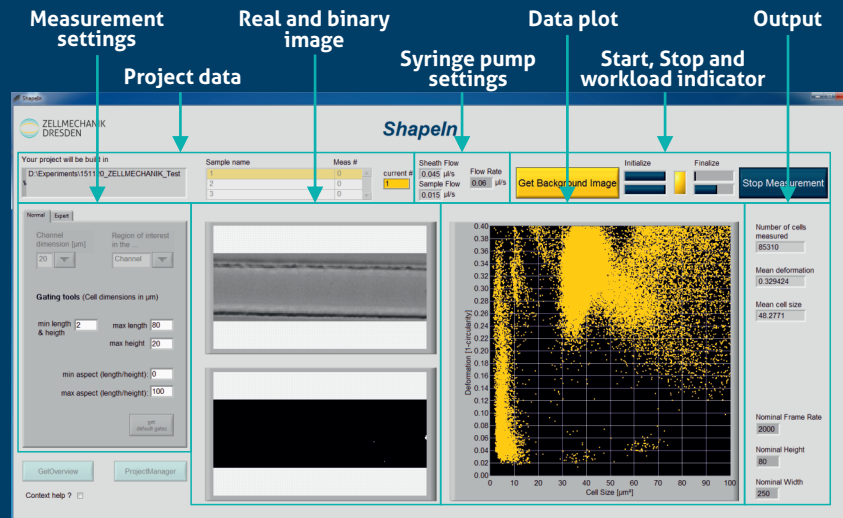 Measurement
settings
Real and binary
image
Data plot
Output
Project data
Syringe pump
settings
Start, Stop and
workload indicator
ShapeIn
ZELLMECHANIK
DRESDEN
ShapeIn
Your project will be build in
D:\Experiments\151120_ZELLMECHANIK_Test
Sample name
Meas #
1 0
2 0
3 0
current #
1
Sheath Flow
0.045 µl/s
Sample Flow
0.015 µl/s
Flow Rate
0.06 µl/s
Get Background Image
Initialize
Finalize
Stop Measurement
Normal Expert
Channel
dimension [µm]
20
Region of interest
in the ...
Channel
Gating tools (Cell dimensions in µm)
min length
& heigth
2
max length 80
max height 20
min aspect (length/height): 0
max aspect (length/height): 100
get
default gates
GetOverview
ProjectManager
Context help ?
Deformation [1-circularity]
0.40
0.38
0.36
0.34
0.32
0.30
0.28
0.26
0.24
0.22
0.20
0.18
0.16
0.14
0.12
0.10
0.08
0.06
0.04
0.02
0.00
0 10 20 30 40 50 60 70 80 90 100
Cell Size [µm²]
Number of cells
measured
85310
Mean deformation
0.329424
Mean cell size
48.2771
Nominal Frame Rate
2000
Nominal Height
80
Nominal Width
250